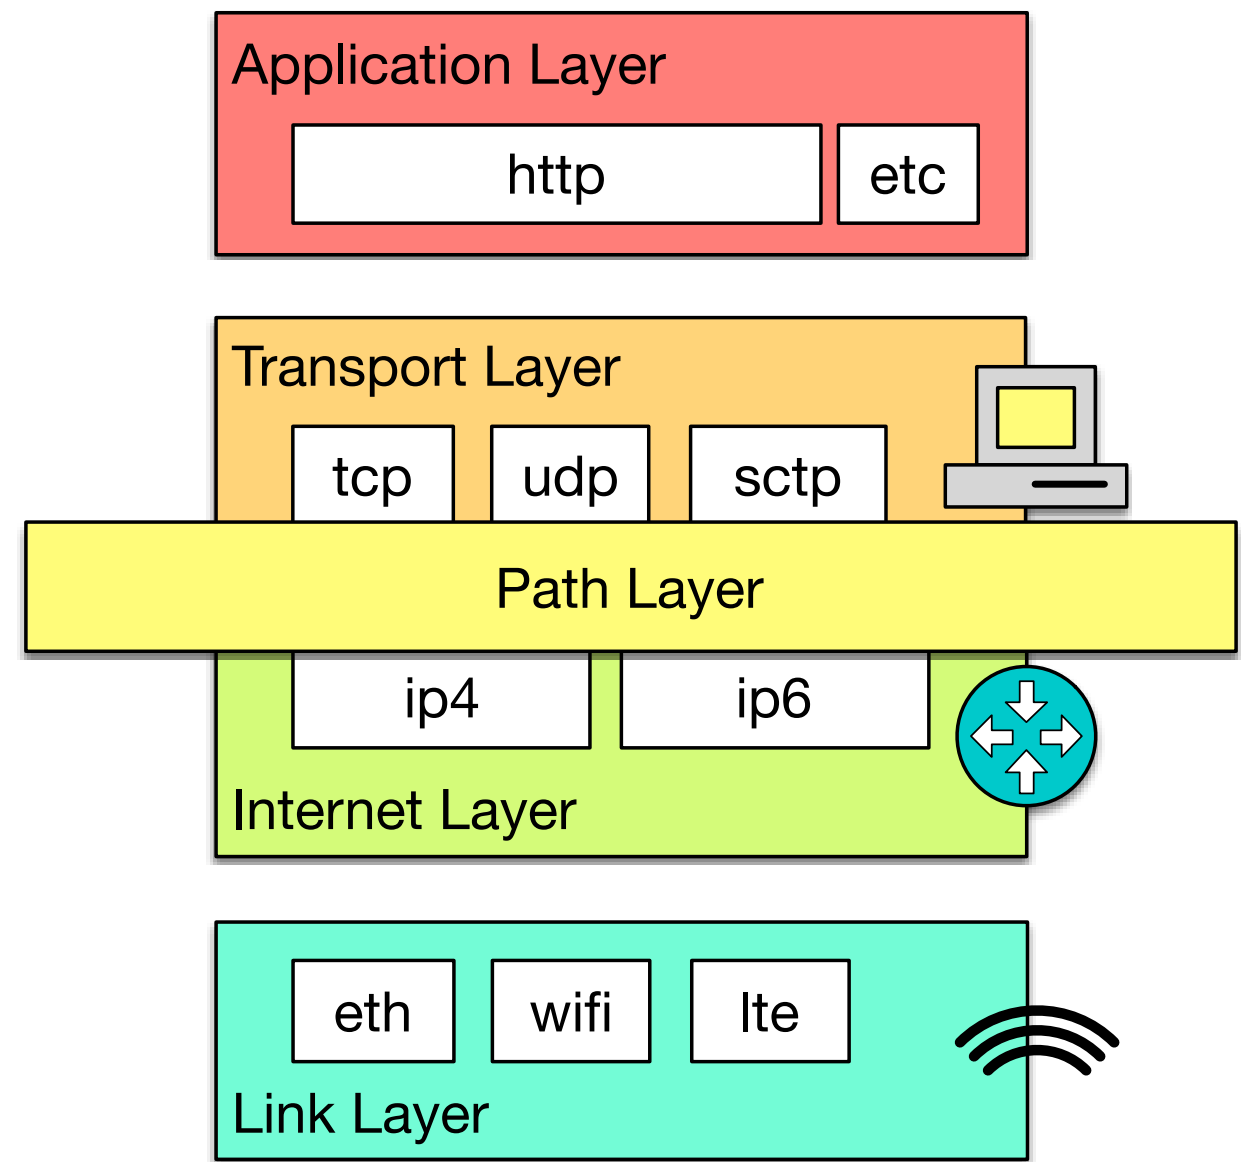 Application Layer
http etc
Transport Layer
tcp udp sctp
Path Layer
ip4 ip6
Internet Layer
eth wifi lte
Link Layer